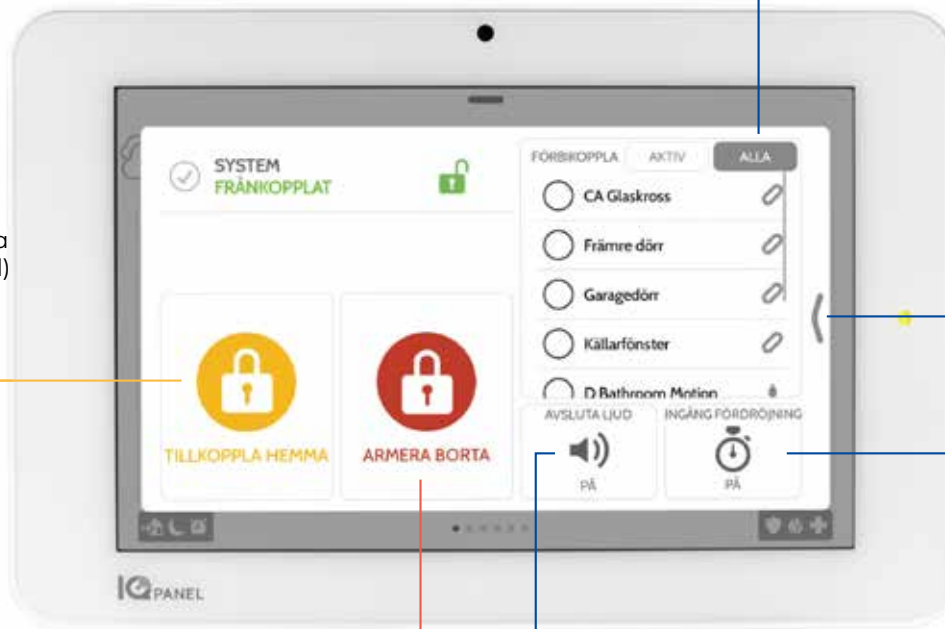 a
l)
SYSTEM
FRÅNKOPPLAT
TILLKOPPLA HEMMA
ARMERA BORTA
FÖRBIKOPPLA AKTIV ALLA
CA Glaskross
Främre dörr
Garagedörr
Källarfönster
D Bathroom Motion
AVSLUTA LJUD
PÅ
INGÅNG FÖRDRÖJNING
PÅ
IQ PANEL